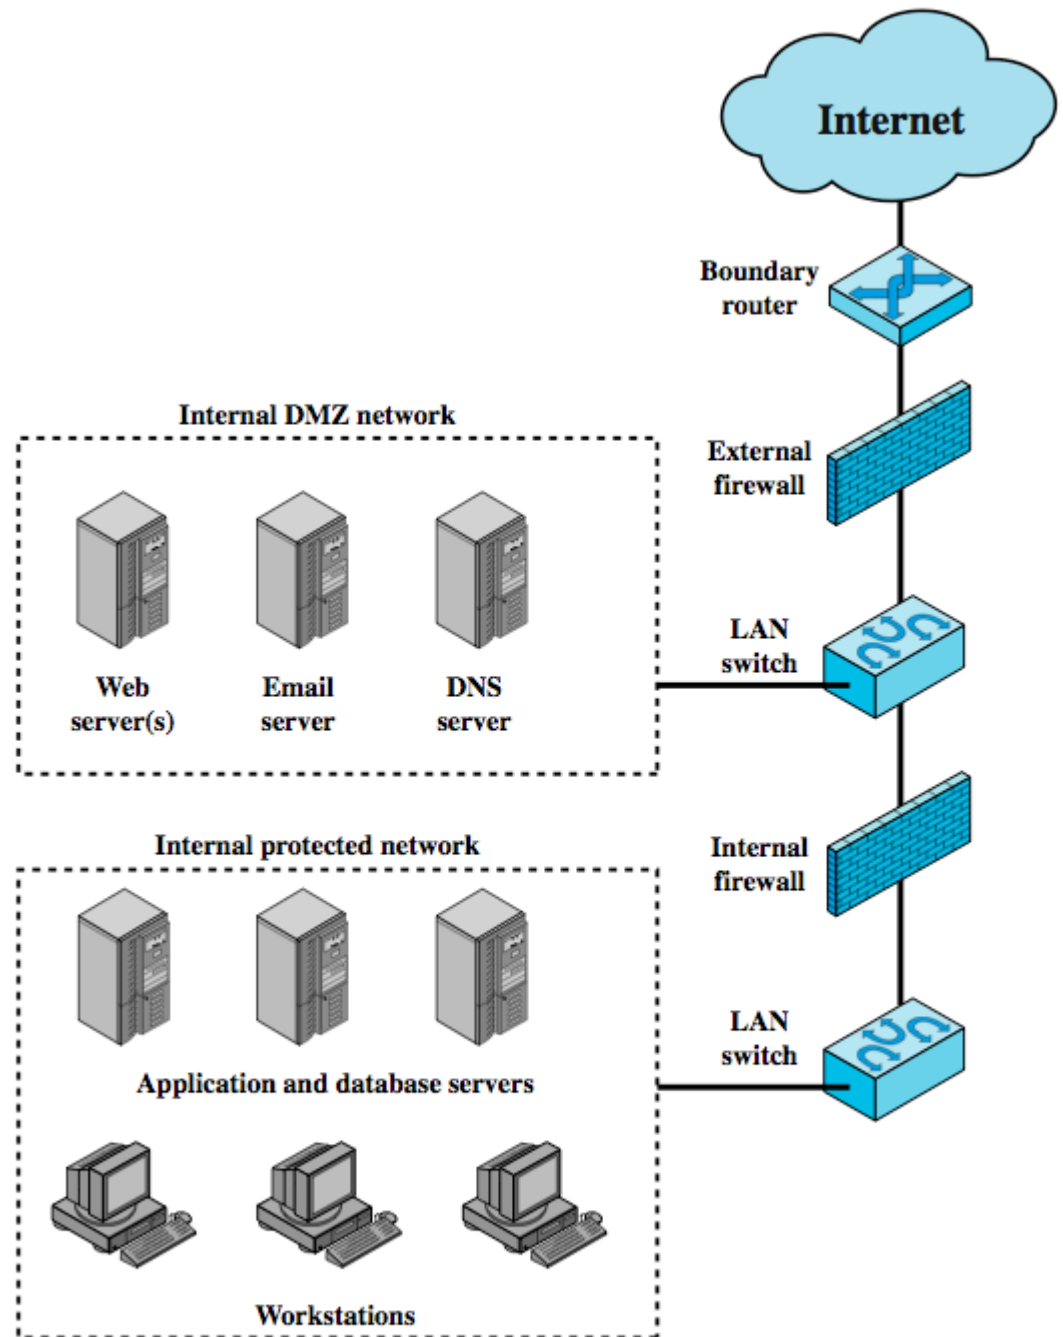 Internet
Boundary
router
External
firewall
Internal DMZ network
LAN
switch
Web
server(s)
Email
server
DNS
server
Internal protected network
Internal
firewall
LAN
switch
Application and database servers
Workstations